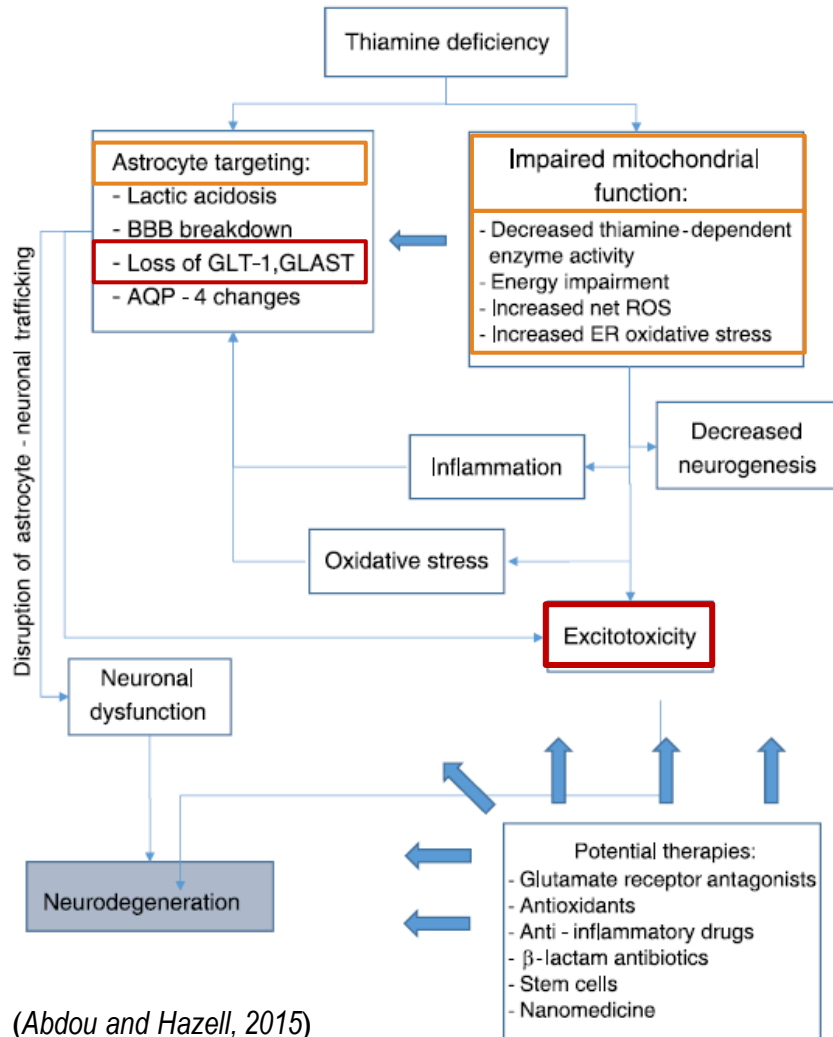 Thiamine deficiency
Astrocyte targeting:
- Lactic acidosis
- BBB breakdown
- Loss of GLT-1,GLAST
- AQP - 4 changes
Impaired mitochondrial
function:
- Decreased thiamine-dependent
enzyme activity
- Energy impairment
- Increased net ROS
- Increased ER oxidative stress
Disruption of astrocyte - neuronal trafficking
Inflammation
Decreased
neurogenesis
Oxidative stress
Excitotoxicity
Neuronal
dysfunction
Neurodegeneration
Potential therapies:
- Glutamate receptor antagonists
- Antioxidants
- Anti - inflammatory drugs
- β-lactam antibiotics
- Stem cells
- Nanomedicine
(Abdou and Hazell, 2015)